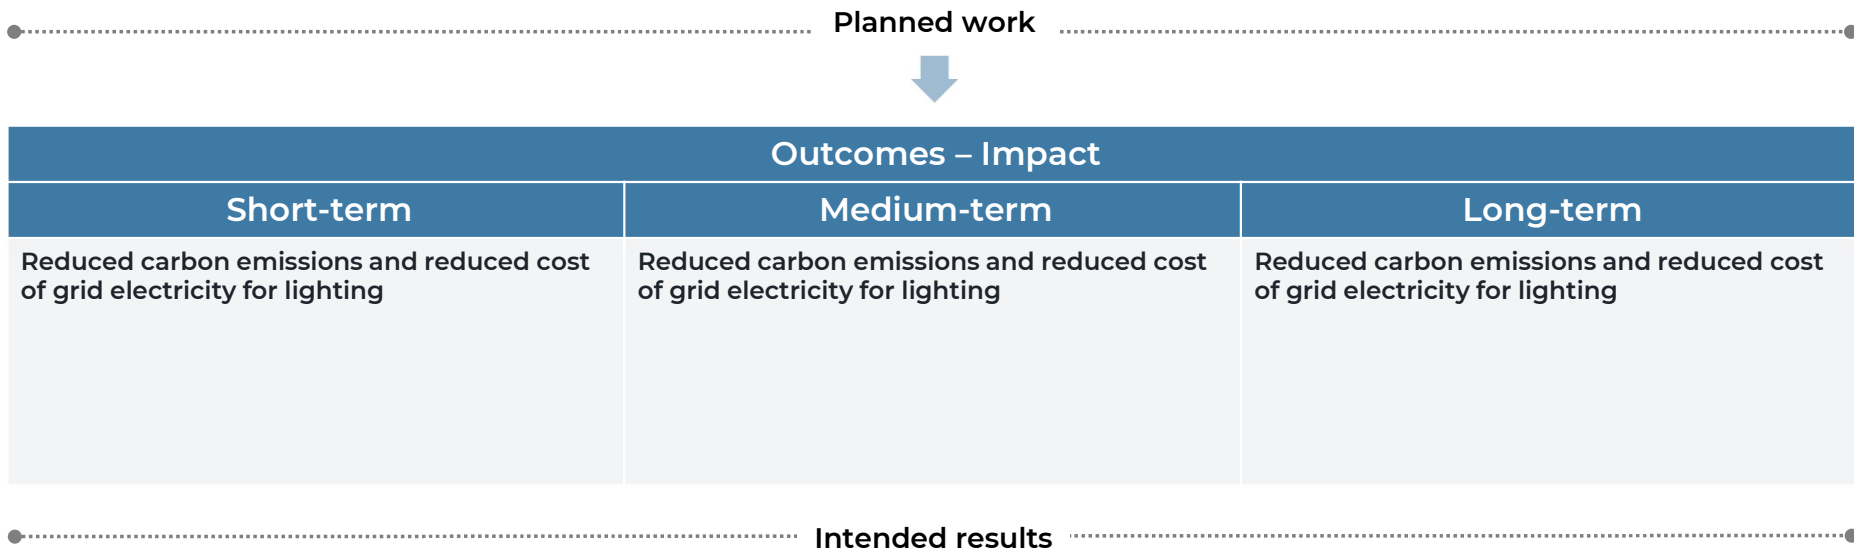 Planned work
Outcomes – Impact
Short-term
Medium-term
Long-term
Reduced carbon emissions and reduced cost
of grid electricity for lighting
Reduced carbon emissions and reduced cost
of grid electricity for lighting
Reduced carbon emissions and reduced cost
of grid electricity for lighting
Intended results